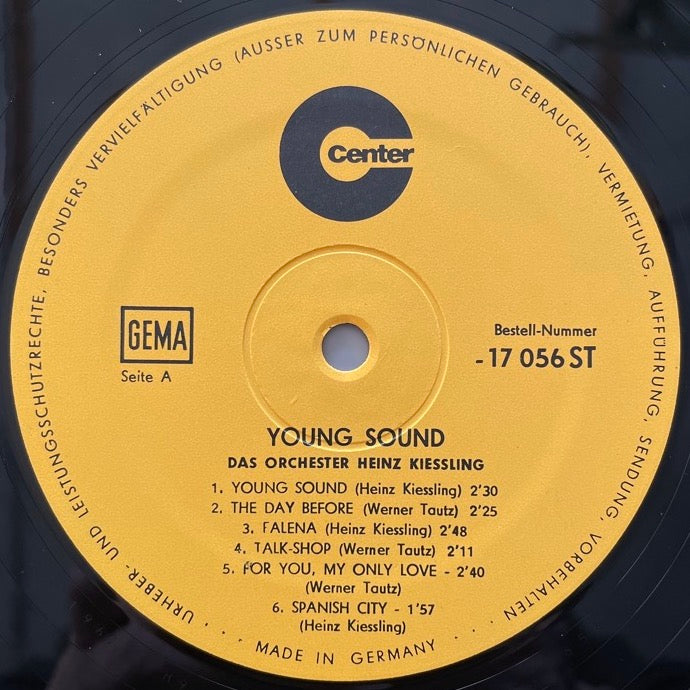 URHEBER- UND LEISTUNGSSCHUTZRECHTE, BESONDERS VERVIELFÄLTIGUNG (AUSSER ZUM PERSÖNLICHEN GEBRAUCH), VERMIETUNG, AUFFÜHRUNG, SENDUNG, VORBEHALTEN . . .
Center
GEMA
Seite A
Bestell-Nummer
-17 056 ST
YOUNG SOUND
DAS ORCHESTER HEINZ KIESSLING
1. YOUNG SOUND (Heinz Kiessling) 2'30
2. THE DAY BEFORE (Werner Tautz) 2'25
3. FALENA (Heinz Kiessling) 2'48
4. TALK-SHOP (Werner Tautz) 2'11
5. FOR YOU, MY ONLY LOVE - 2'40
(Werner Tautz)
6. SPANISH CITY - 1'57
(Heinz Kiessling)
MADE IN GERMANY . . .